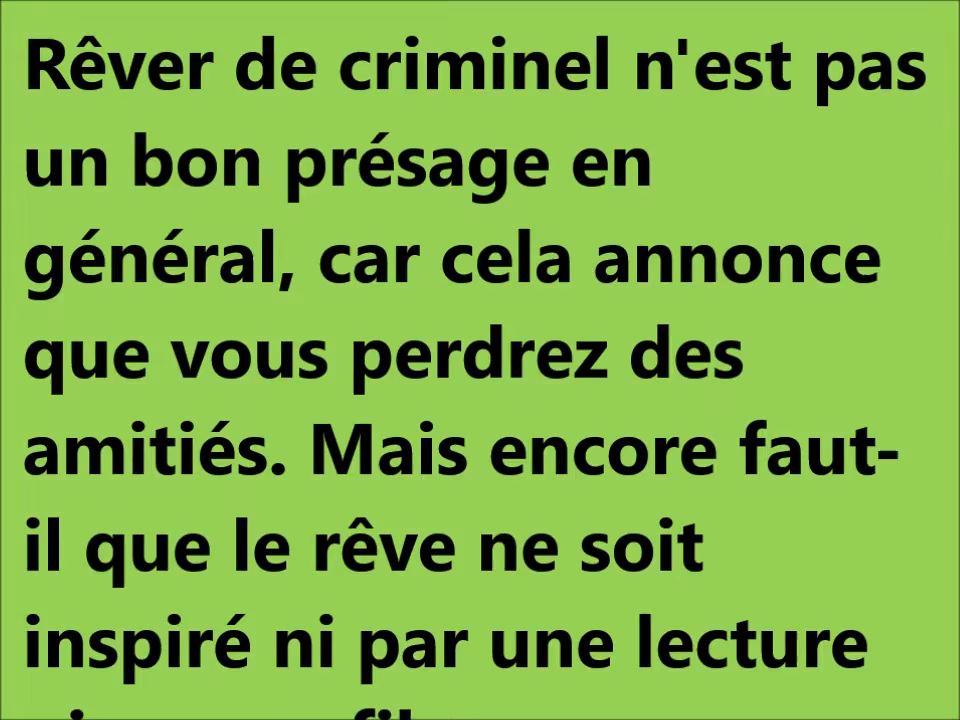 Rêver de criminel n'est pas
un bon présage en
général, car cela annonce
que vous perdrez des
amitiés. Mais encore faut-
il que le rêve ne soit
inspiré ni par une lecture